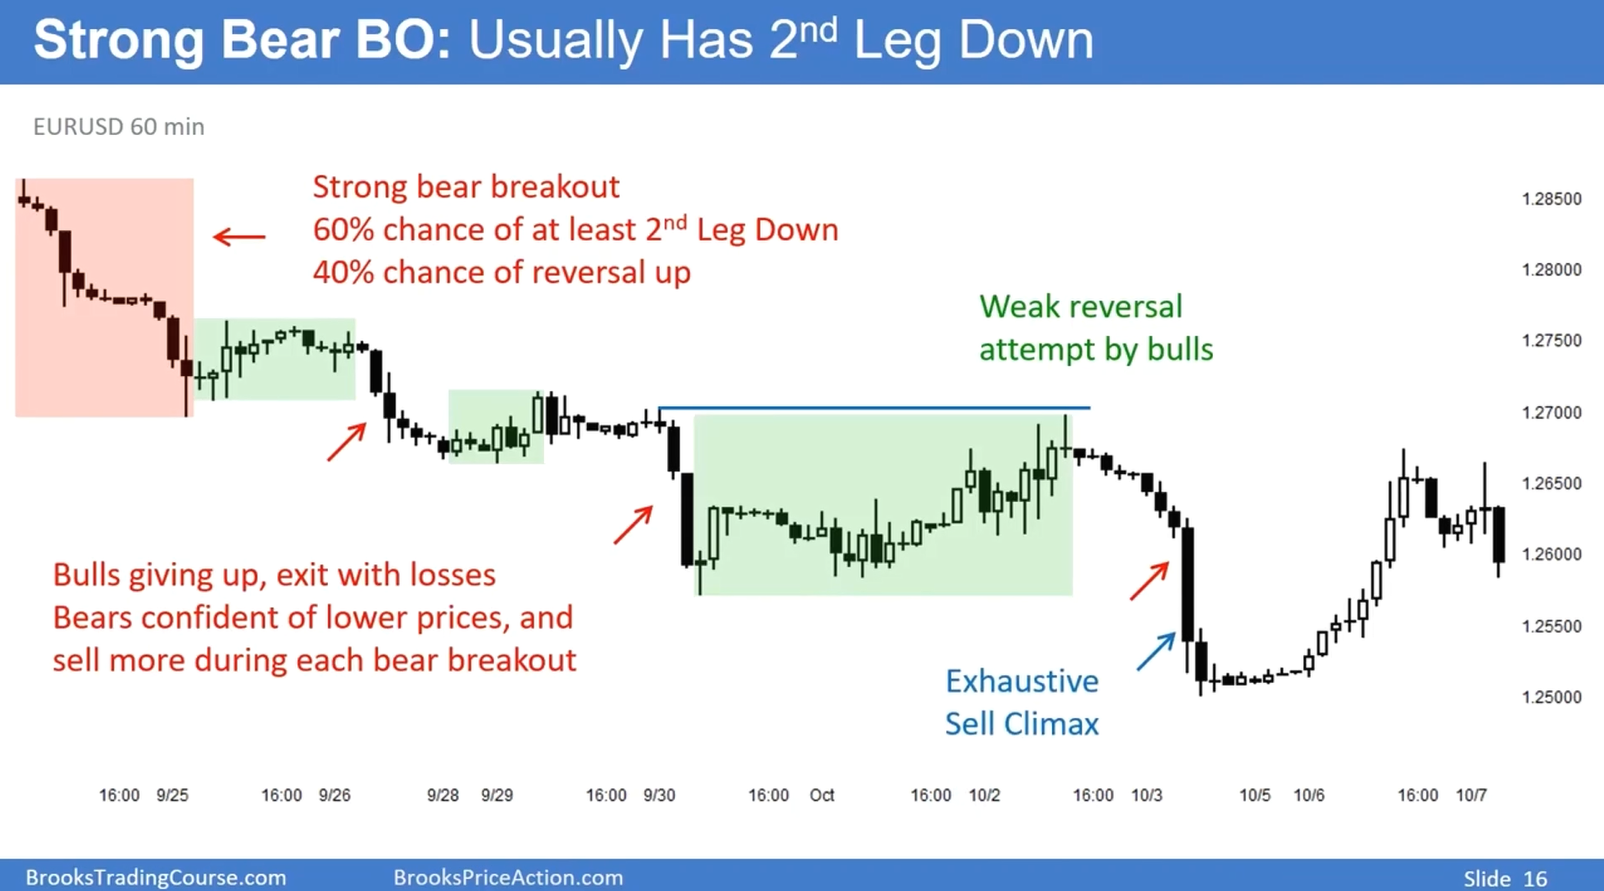 Strong Bear BO: Usually Has 2nd Leg Down
EURUSD 60 min
Strong bear breakout
60% chance of at least 2nd Leg Down
40% chance of reversal up
Weak reversal
attempt by bulls
Bulls giving up, exit with losses
Bears confident of lower prices, and
sell more during each bear breakout
Exhaustive
Sell Climax
1.28500
1.28000
1.27500
1.27000
1.26500
1.26000
1.25500
1.25000
16:00 9/25 16:00 9/26 9/28 9/29 16:00 9/30 16:00 Oct 16:00 10/2 16:00 10/3 10/5 10/6 16:00 10/7
BrooksTradingCourse.com BrooksPriceAction.com Slide 16